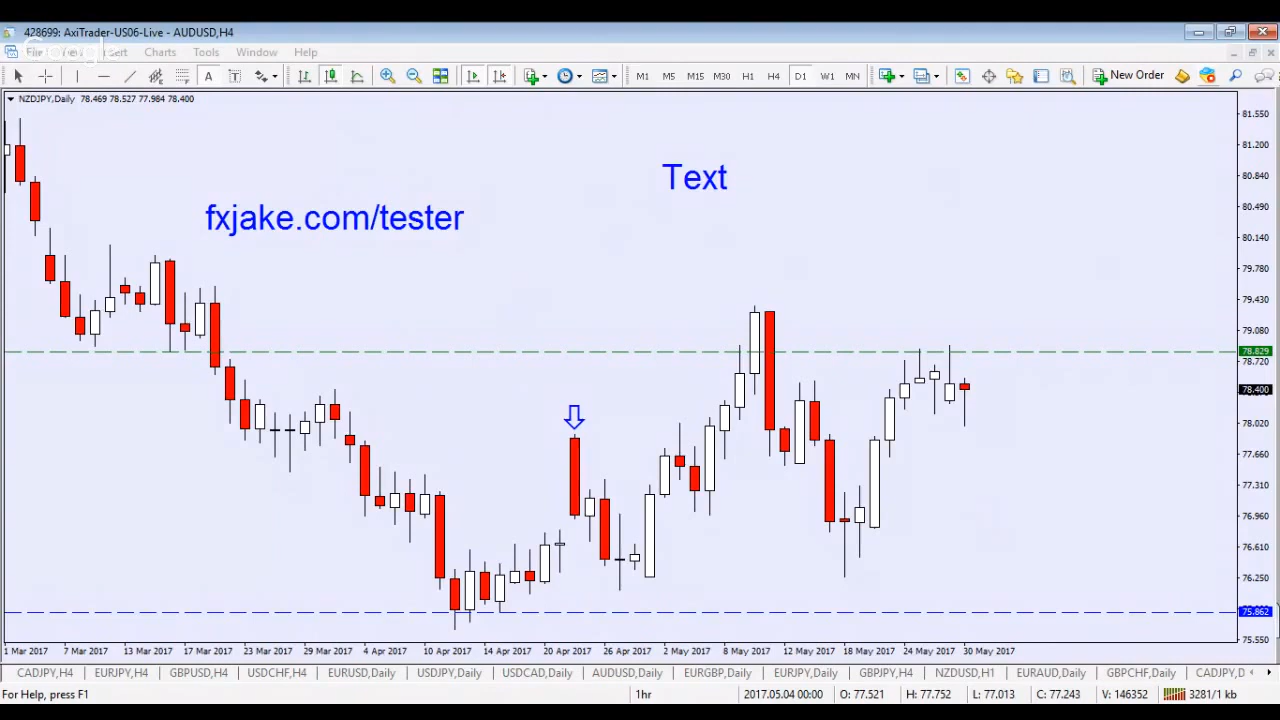 428699: AxiTrader-US06-Live - AUDUSD,H4
File View Insert Charts Tools Window Help
A T M1 M5 M15 M30 H1 H4 D1 W1 MN New Order
NZDJPY,Daily 78.469 78.527 77.984 78.400
81.550
Text
81.200
80.840
fxjake.com/tester
80.490
80.140
79.780
79.430
79.080
78.829
78.720
78.400
78.020
77.660
77.310
76.960
76.610
76.250
75.862
75.550
1 Mar 2017 7 Mar 2017 13 Mar 2017 17 Mar 2017 23 Mar 2017 29 Mar 2017 4 Apr 2017 10 Apr 2017 14 Apr 2017 20 Apr 2017 26 Apr 2017 2 May 2017 8 May 2017 12 May 2017 18 May 2017 24 May 2017 30 May 2017
CADJPY,H4 EURJPY,H4 GBPUSD,H4 USDCHF,H4 EURUSD,Daily USDJPY,Daily USDCAD,Daily AUDUSD,Daily EURGBP,Daily EURJPY,Daily GBPJPY,H4 NZDUSD,H1 EURAUD,Daily GBPCHF,Daily CADJPY,D
For Help, press F1 1hr 2017.05.04 00:00 O: 77.521 H: 77.752 L: 77.013 C: 77.243 V: 146352 3281/1 kb